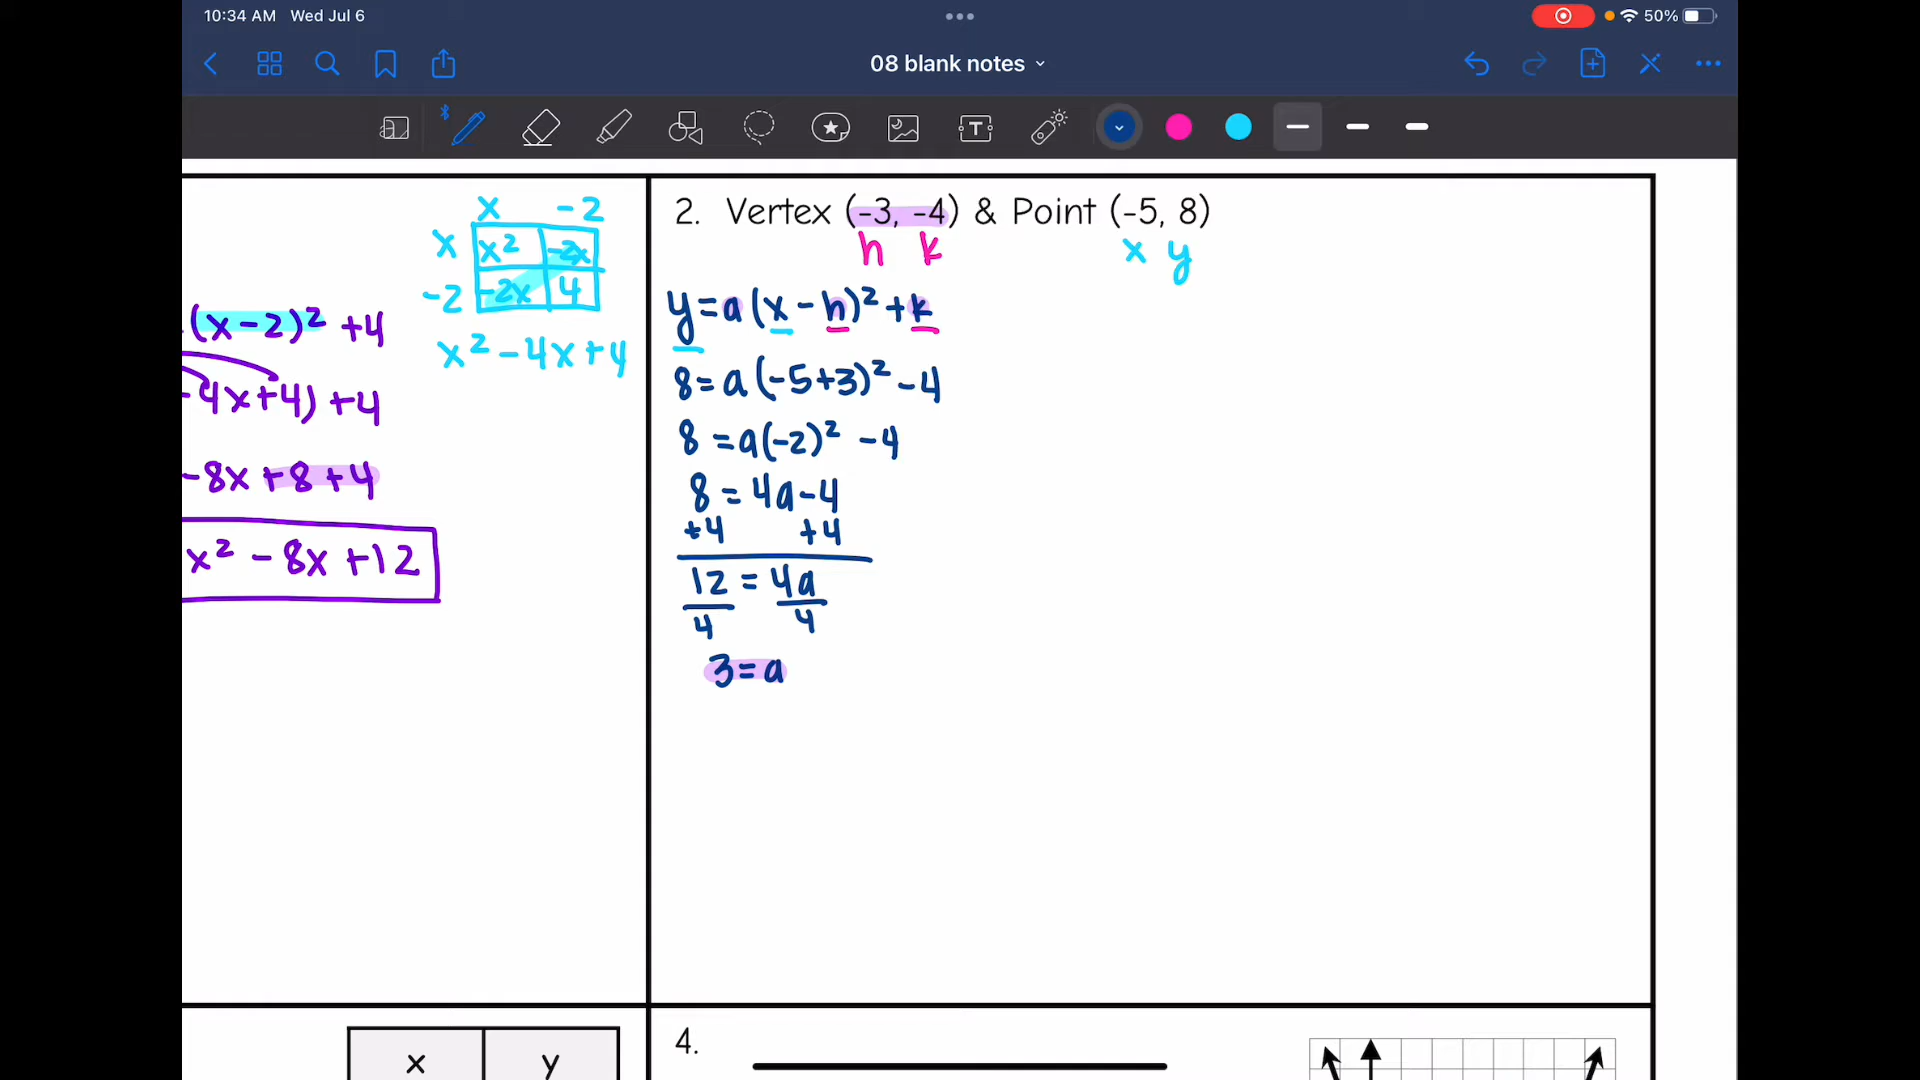 10:34 AM Wed Jul 6
50%
08 blank notes
T
x -2
x x² -2x
-2 -2x 4
x² - 4x + 4
(x-2)² +4
-4x+4) +4
-8x +8 +4
x² - 8x +12
2. Vertex (-3, -4) & Point (-5, 8)
h k x y
y = a (x - h)² + k
8 = a (-5+3)² - 4
8 = a(-2)² - 4
8 = 4a - 4
+4 +4
12 = 4a
4 4
3 = a
x y
4.